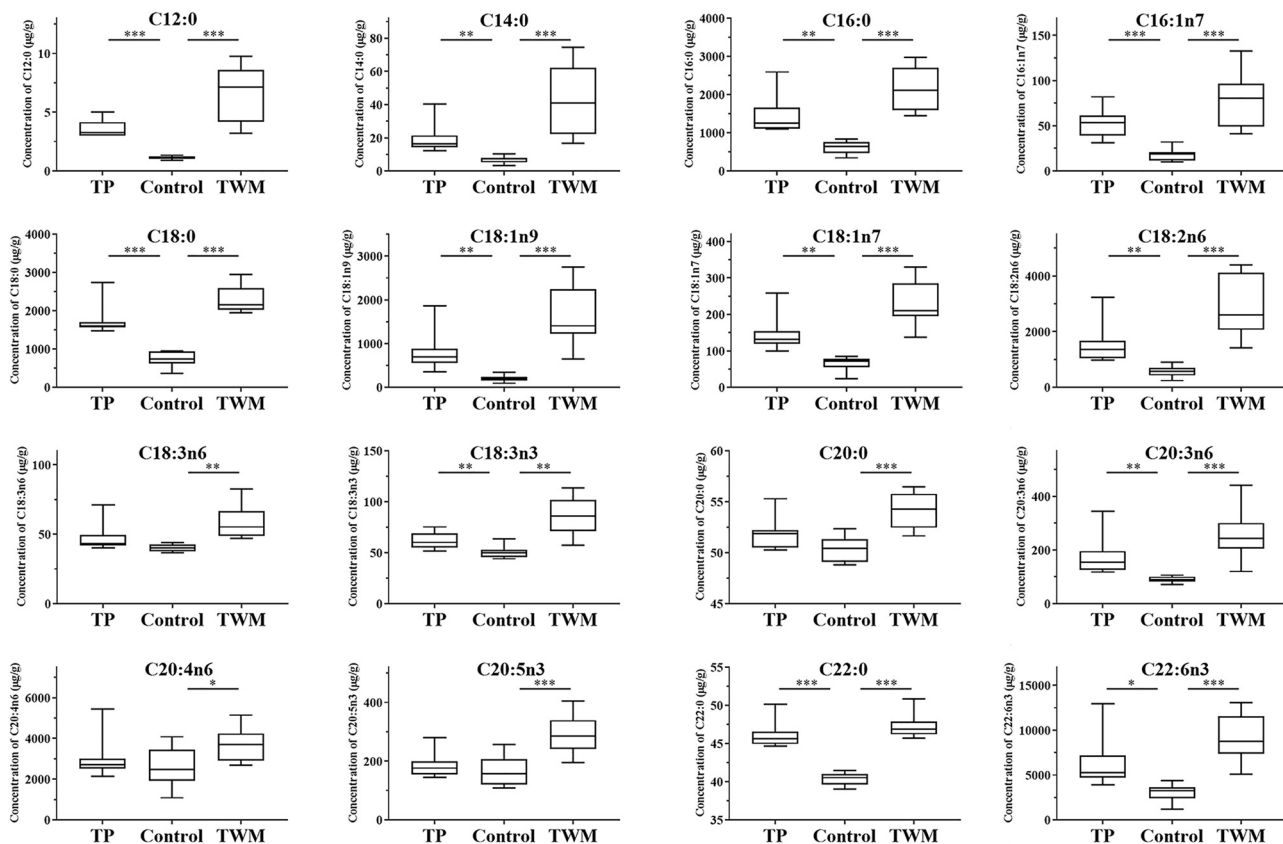 C12:0
*** ***
Concentration of C12:0 (μg/g)
10
5
0
TP Control TWM
C14:0
** ***
Concentration of C14:0 (μg/g)
80
60
40
20
0
TP Control TWM
C16:0
** ***
Concentration of C16:0 (μg/g)
4000
3000
2000
1000
0
TP Control TWM
C16:1n7
*** ***
Concentration of C16:1n7 (μg/g)
150
100
50
0
TP Control TWM
C18:0
*** ***
Concentration of C18:0 (μg/g)
4000
3000
2000
1000
0
TP Control TWM
C18:1n9
** ***
Concentration of C18:1n9 (μg/g)
3000
2000
1000
0
TP Control TWM
C18:1n7
** ***
Concentration of C18:1n7 (μg/g)
400
300
200
100
0
TP Control TWM
C18:2n6
** ***
Concentration of C18:2n6 (μg/g)
4000
2000
0
TP Control TWM
C18:3n6
**
Concentration of C18:3n6 (μg/g)
100
50
0
TP Control TWM
C18:3n3
** **
Concentration of C18:3n3 (μg/g)
150
100
50
0
TP Control TWM
C20:0
***
Concentration of C20:0 (μg/g)
60
55
50
45
TP Control TWM
C20:3n6
** ***
Concentration of C20:3n6 (μg/g)
400
200
0
TP Control TWM
C20:4n6
*
Concentration of C20:4n6 (μg/g)
6000
4000
2000
0
TP Control TWM
C20:5n3
***
Concentration of C20:5n3 (μg/g)
400
200
0
TP Control TWM
C22:0
*** ***
Concentration of C22:0 (μg/g)
55
50
45
40
35
TP Control TWM
C22:6n3
* ***
Concentration of C22:6n3 (μg/g)
15000
10000
5000
0
TP Control TWM